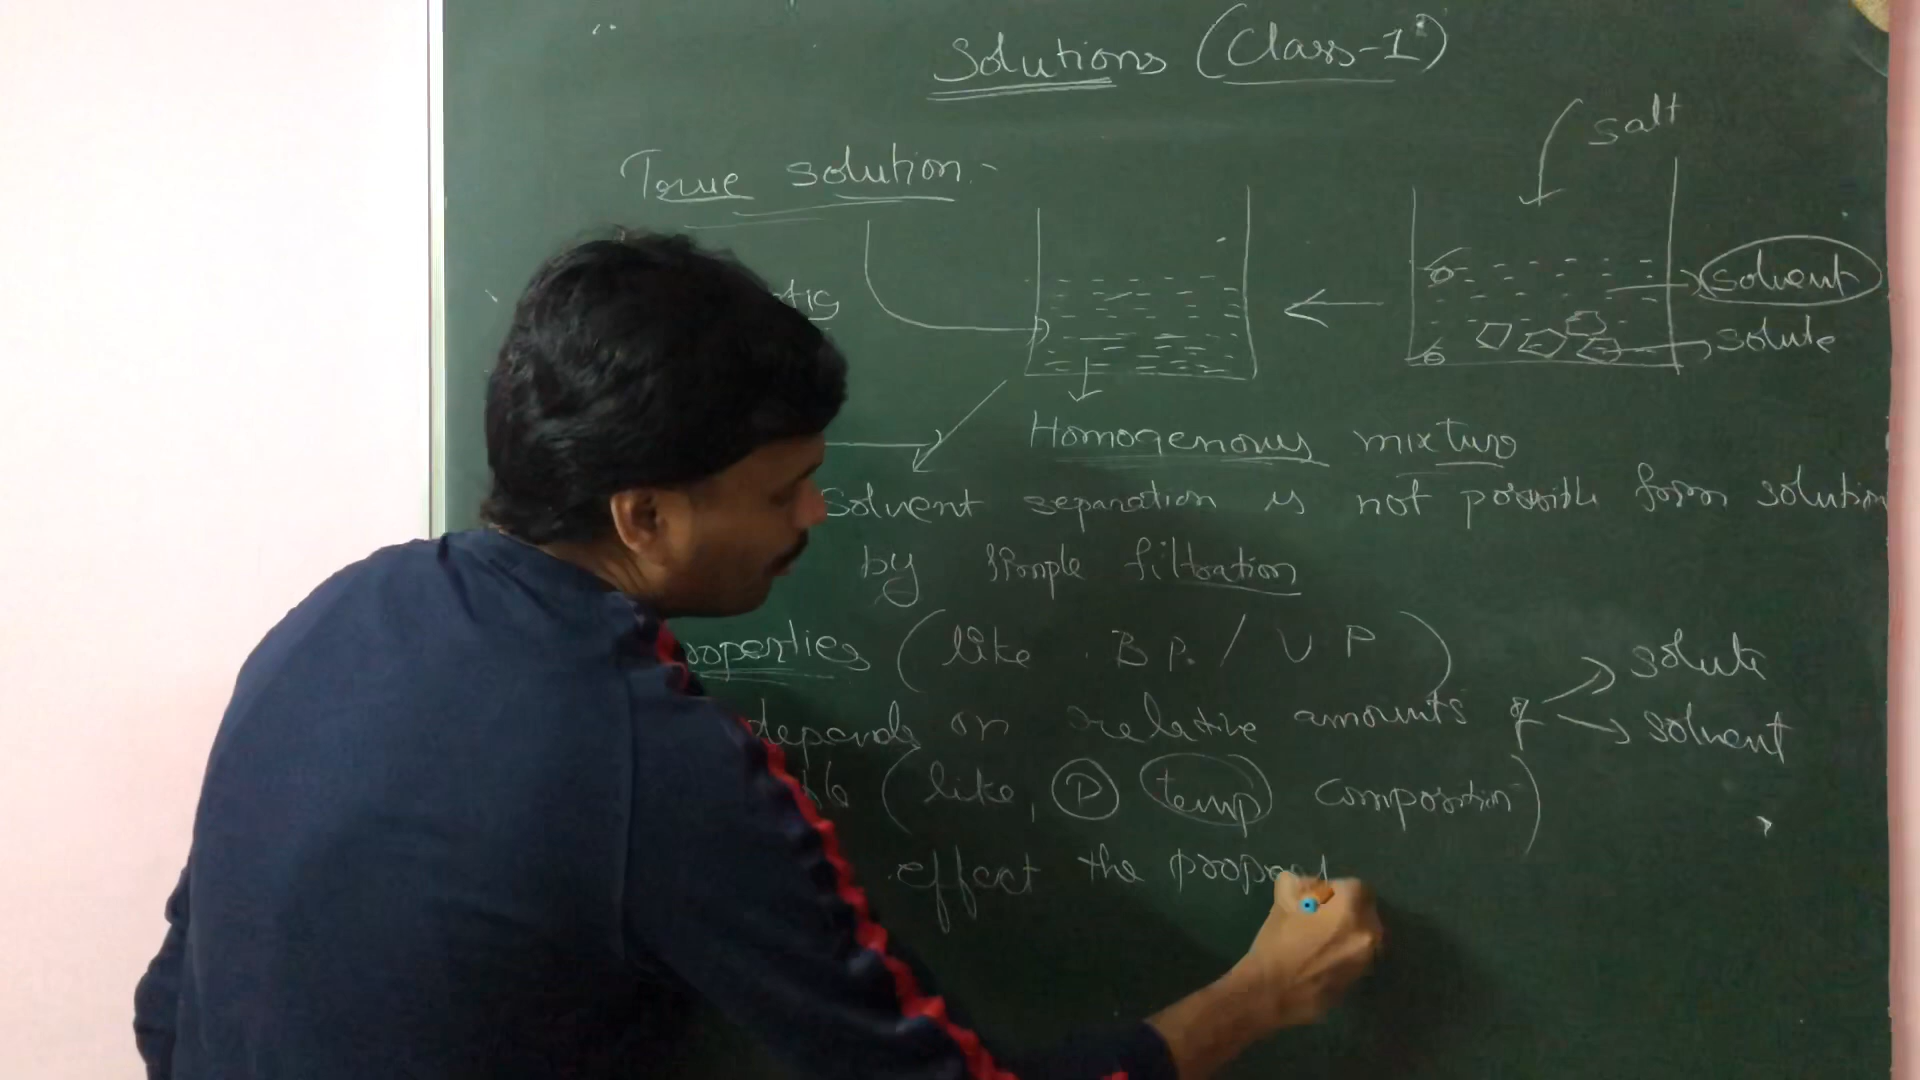 Solutions (Class-1)
salt
True solution
solvent
solute
Homogenous mixture
Solvent separation is not possible form solution
by simple filtration
properties (like B P. / V P)
solute
depends on relative amounts of
solvent
(like, P temp composition)
effect the propert